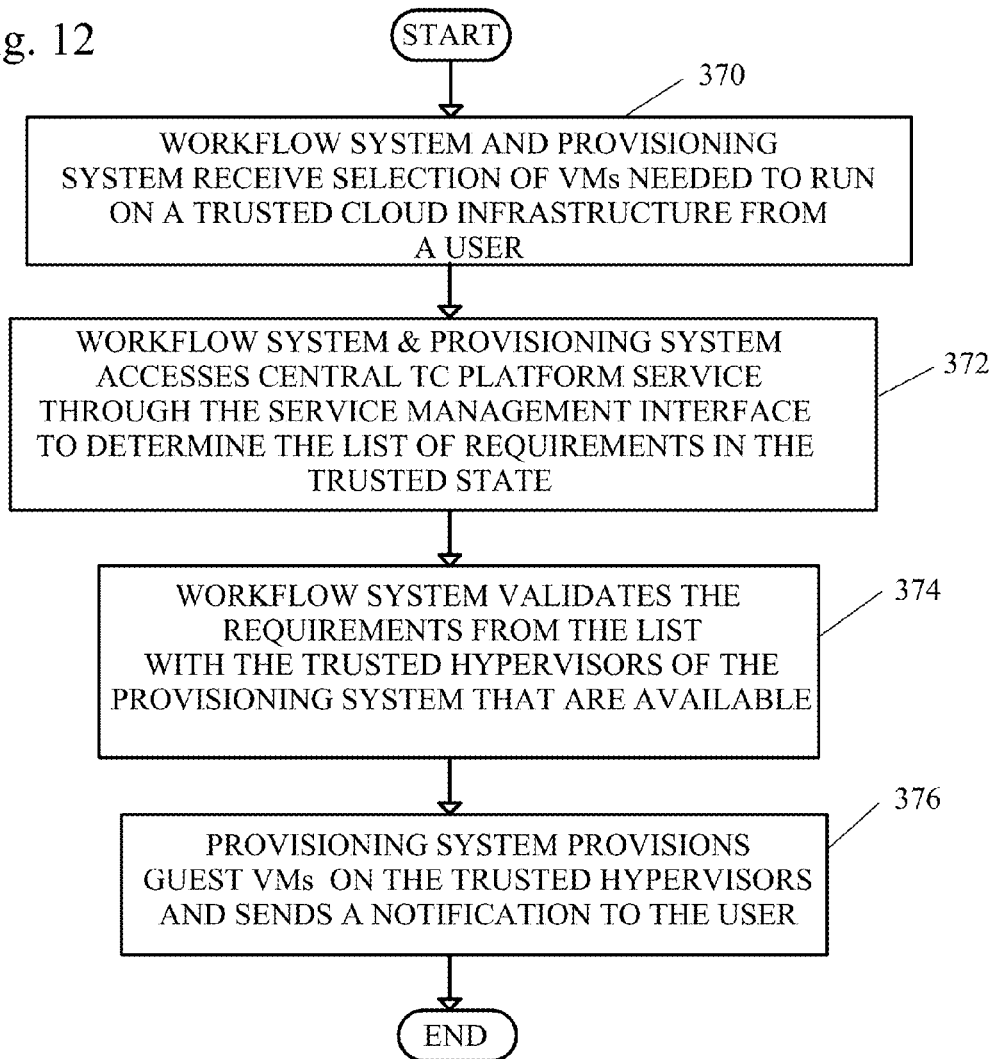 g. 12
START
370
WORKFLOW SYSTEM AND PROVISIONING
SYSTEM RECEIVE SELECTION OF VMs NEEDED TO RUN
ON A TRUSTED CLOUD INFRASTRUCTURE FROM
A USER
WORKFLOW SYSTEM & PROVISIONING SYSTEM
ACCESSES CENTRAL TC PLATFORM SERVICE
THROUGH THE SERVICE MANAGEMENT INTERFACE
TO DETERMINE THE LIST OF REQUIREMENTS IN THE
TRUSTED STATE
372
WORKFLOW SYSTEM VALIDATES THE
REQUIREMENTS FROM THE LIST
WITH THE TRUSTED HYPERVISORS OF THE
PROVISIONING SYSTEM THAT ARE AVAILABLE
374
376
PROVISIONING SYSTEM PROVISIONS
GUEST VMs ON THE TRUSTED HYPERVISORS
AND SENDS A NOTIFICATION TO THE USER
END